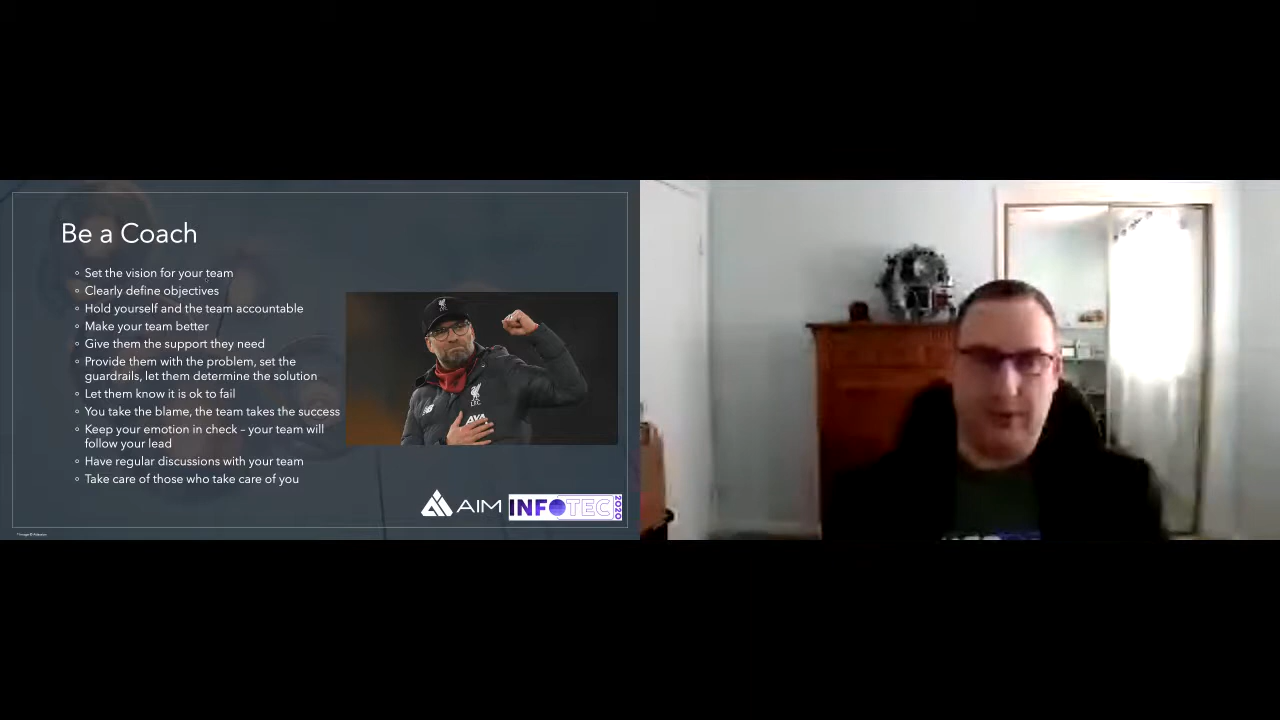 Be a Coach
Set the vision for your team
Clearly define objectives
Hold yourself and the team accountable
Make your team better
Give them the support they need
Provide them with the problem, set the
guardrails, let them determine the solution
Let them know it is ok to fail
You take the blame, the team takes the success
Keep your emotion in check – your team will
follow your lead
Have regular discussions with your team
Take care of those who take care of you
AIM INFOTEC 2020